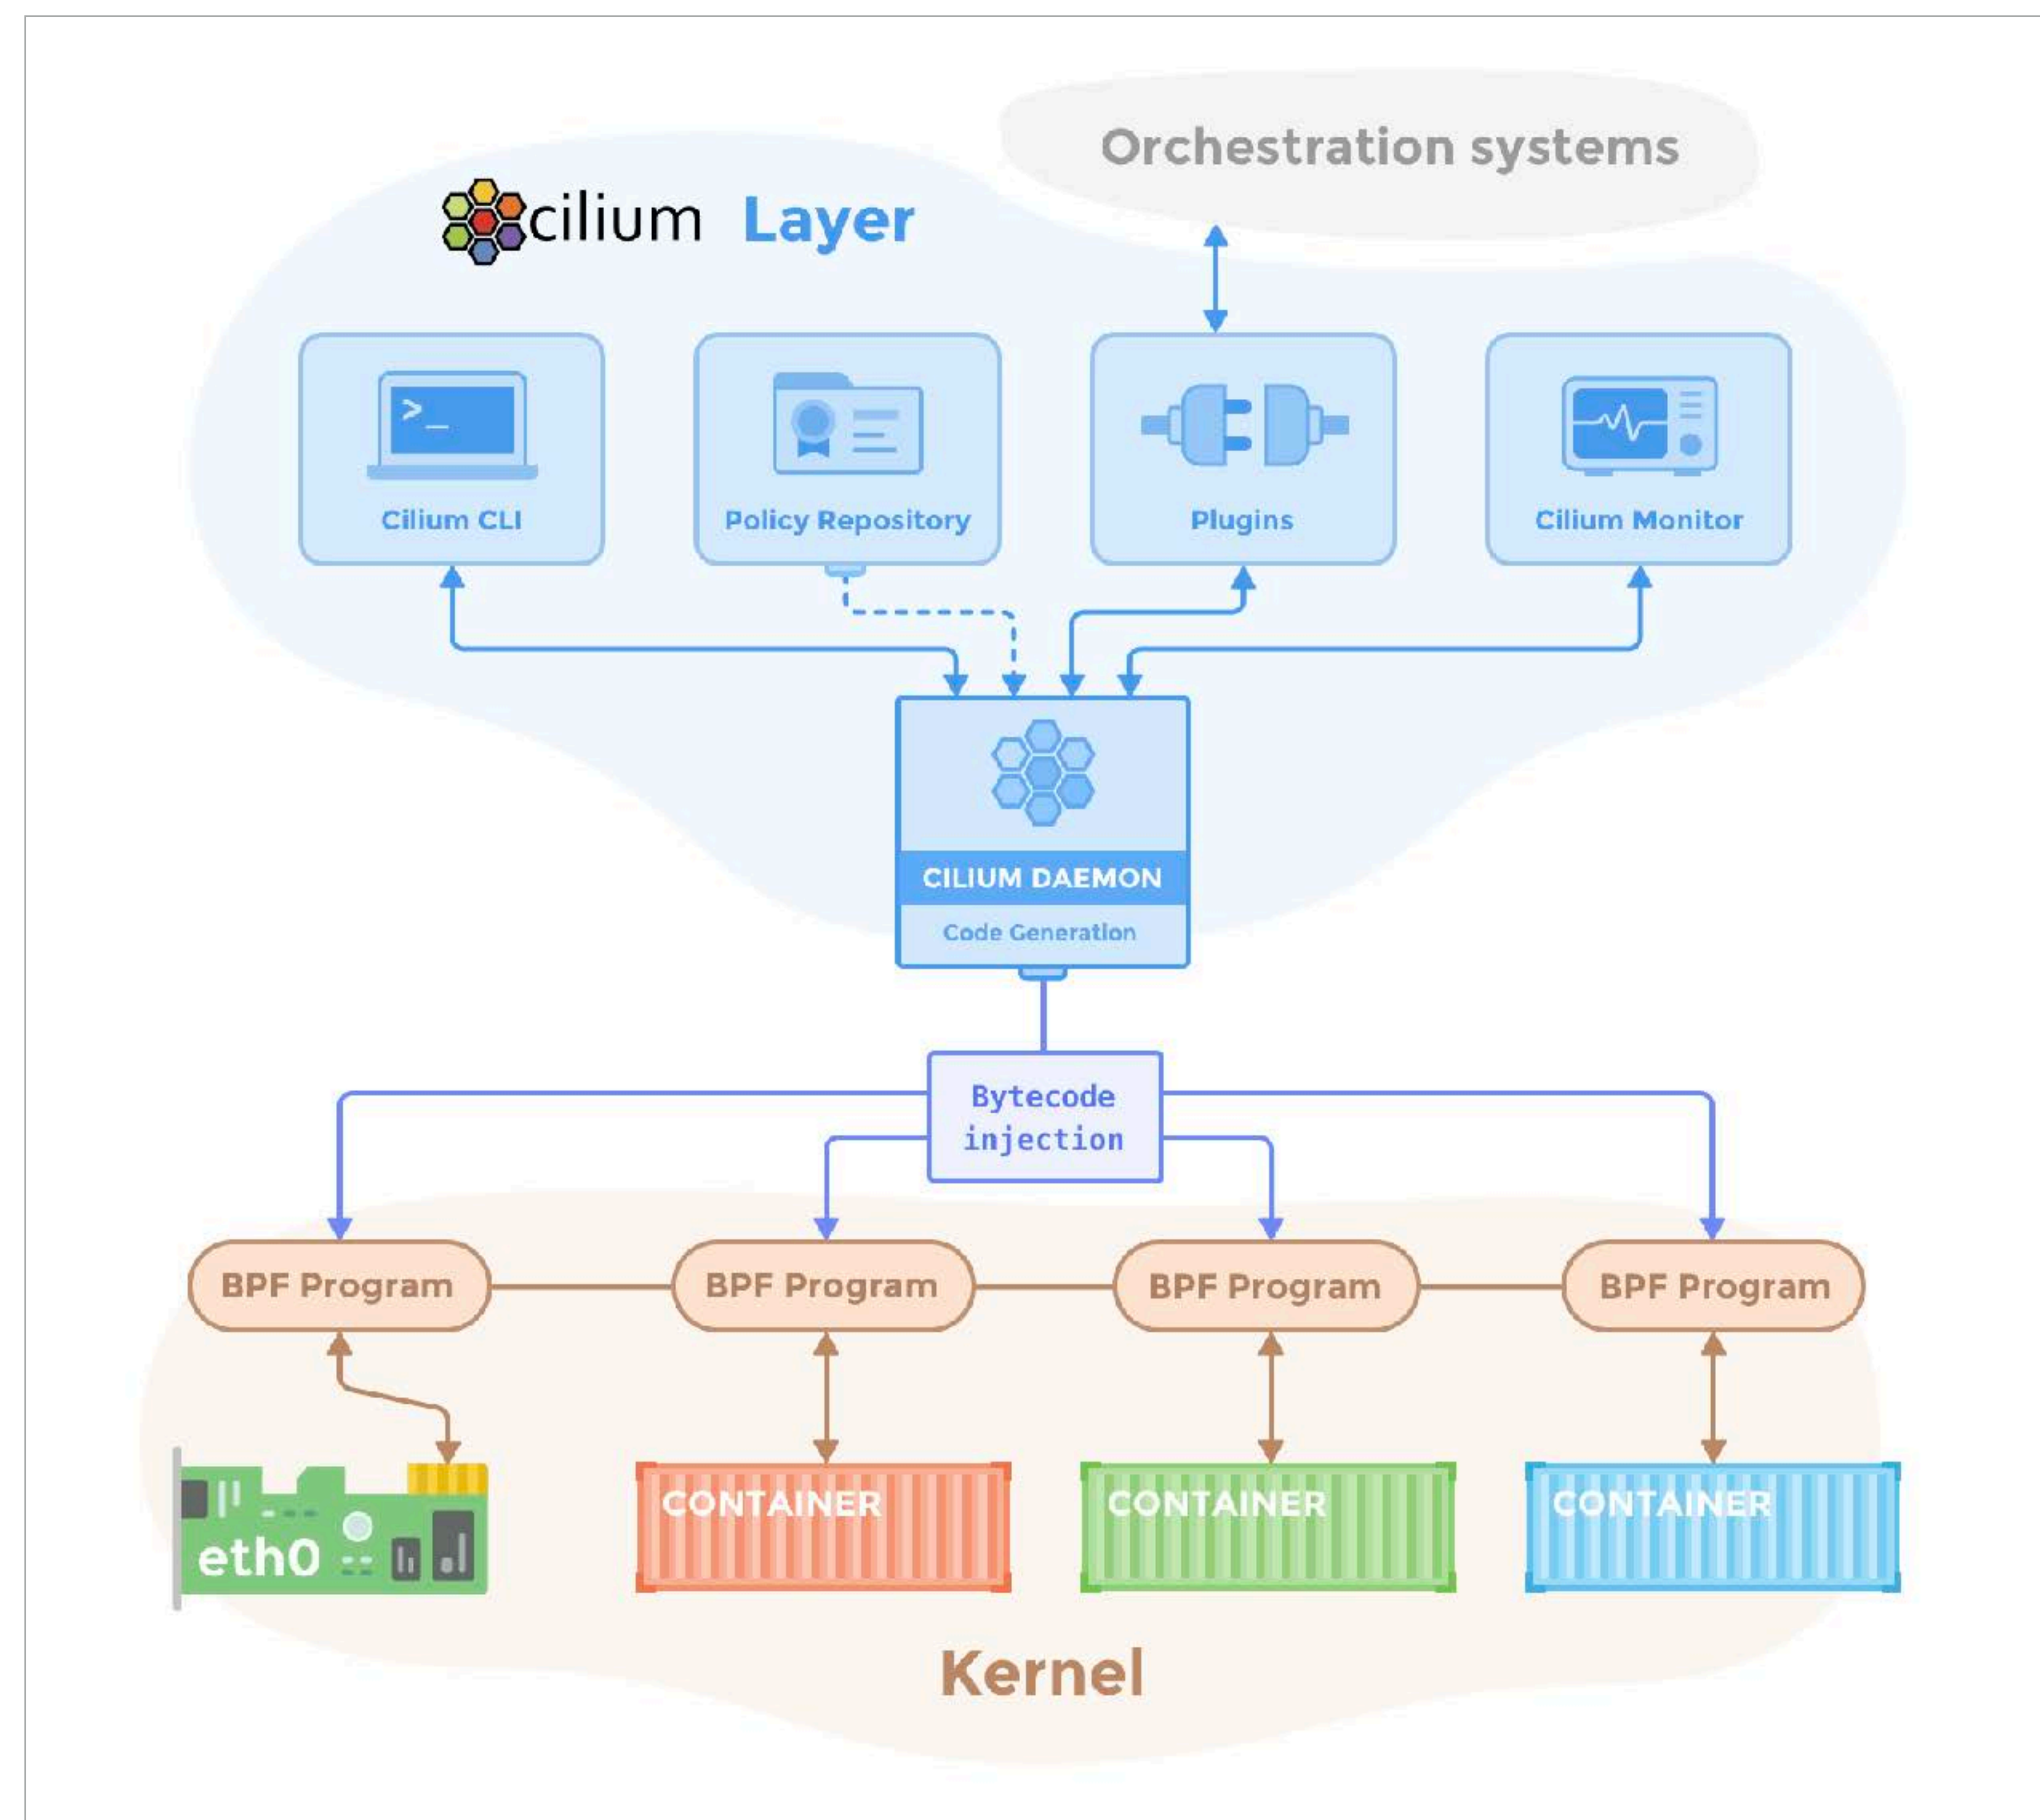 Orchestration systems
cilium Layer
>_
Cilium CLI
Policy Repository
Plugins
Cilium Monitor
CILIUM DAEMON
Code Generation
Bytecode
injection
BPF Program
BPF Program
BPF Program
BPF Program
CONTAINER
CONTAINER
CONTAINER
eth0
Kernel